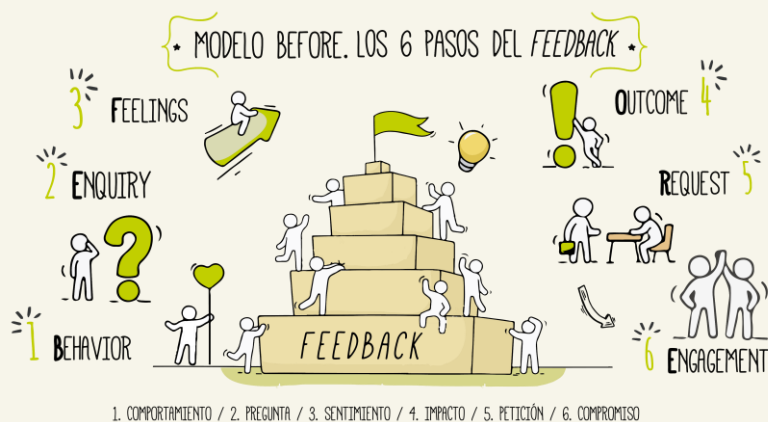 MODELO BEFORE. LOS 6 PASOS DEL FEEDBACK
3 FEELINGS
OUTCOME 4
2 ENQUIRY
REQUEST 5
1 BEHAVIOR
FEEDBACK
6 ENGAGEMENT
1. COMPORTAMIENTO / 2. PREGUNTA / 3. SENTIMIENTO / 4. IMPACTO / 5. PETICIÓN / 6. COMPROMISO